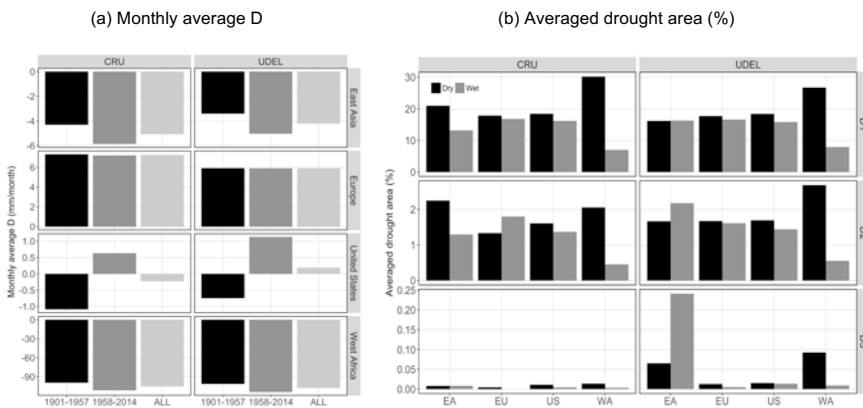 (a) Monthly average D
(b) Averaged drought area (%)
CRU
UDEL
Monthly average D (mm/month)
0
-2
-4
-6
East Asia
6
4
2
0
Europe
1.0
0.5
0.0
-0.5
-1.0
United States
0
-30
-60
-90
West Africa
1901-1957 1958-2014 ALL
1901-1957 1958-2014 ALL
CRU
UDEL
Averaged drought area (%)
Dry Wet
30
20
10
0
2
1
0
0.25
0.20
0.15
0.10
0.05
0.00
EA EU US WA
EA EU US WA